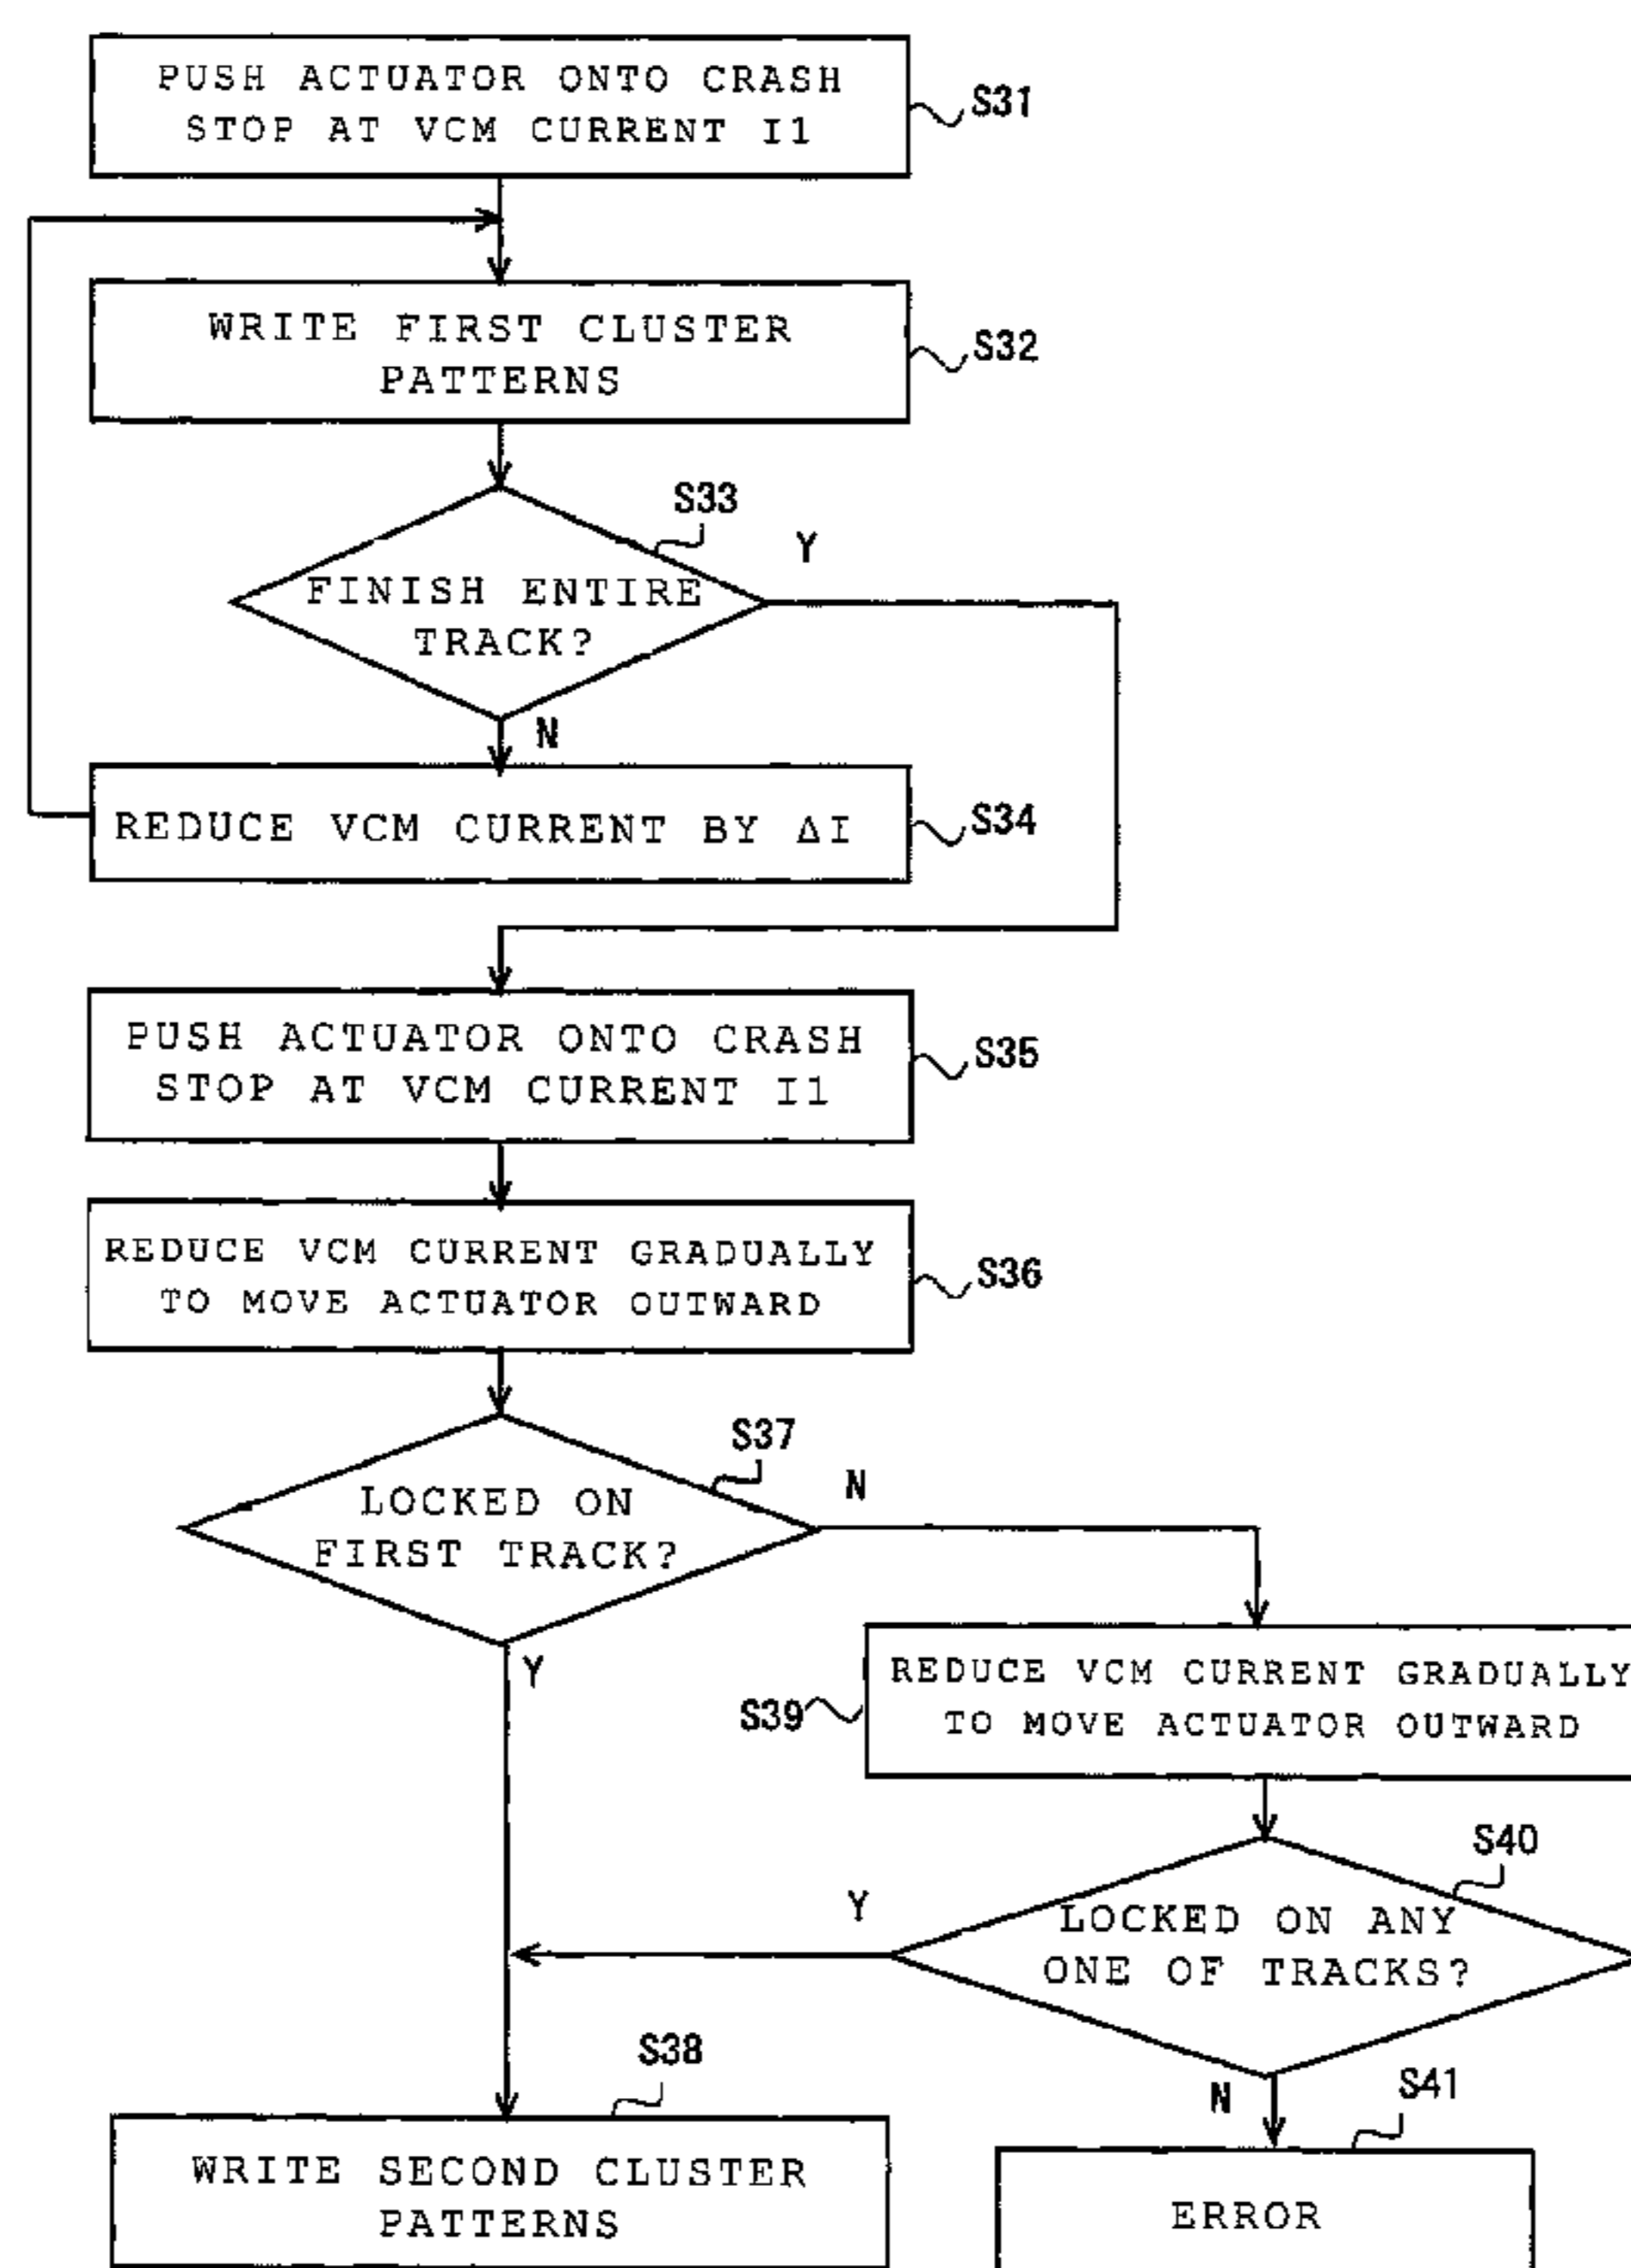 PUSH ACTUATOR ONTO CRASH
STOP AT VCM CURRENT I1
S31
WRITE FIRST CLUSTER
PATTERNS
S32
S33
Y
FINISH ENTIRE
TRACK?
N
REDUCE VCM CURRENT BY ΔI
S34
PUSH ACTUATOR ONTO CRASH
STOP AT VCM CURRENT I1
S35
REDUCE VCM CURRENT GRADUALLY
TO MOVE ACTUATOR OUTWARD
S36
S37
N
LOCKED ON
FIRST TRACK?
Y
REDUCE VCM CURRENT GRADUALLY
TO MOVE ACTUATOR OUTWARD
S39
S40
Y
LOCKED ON ANY
ONE OF TRACKS?
N
S38
S41
WRITE SECOND CLUSTER
PATTERNS
ERROR